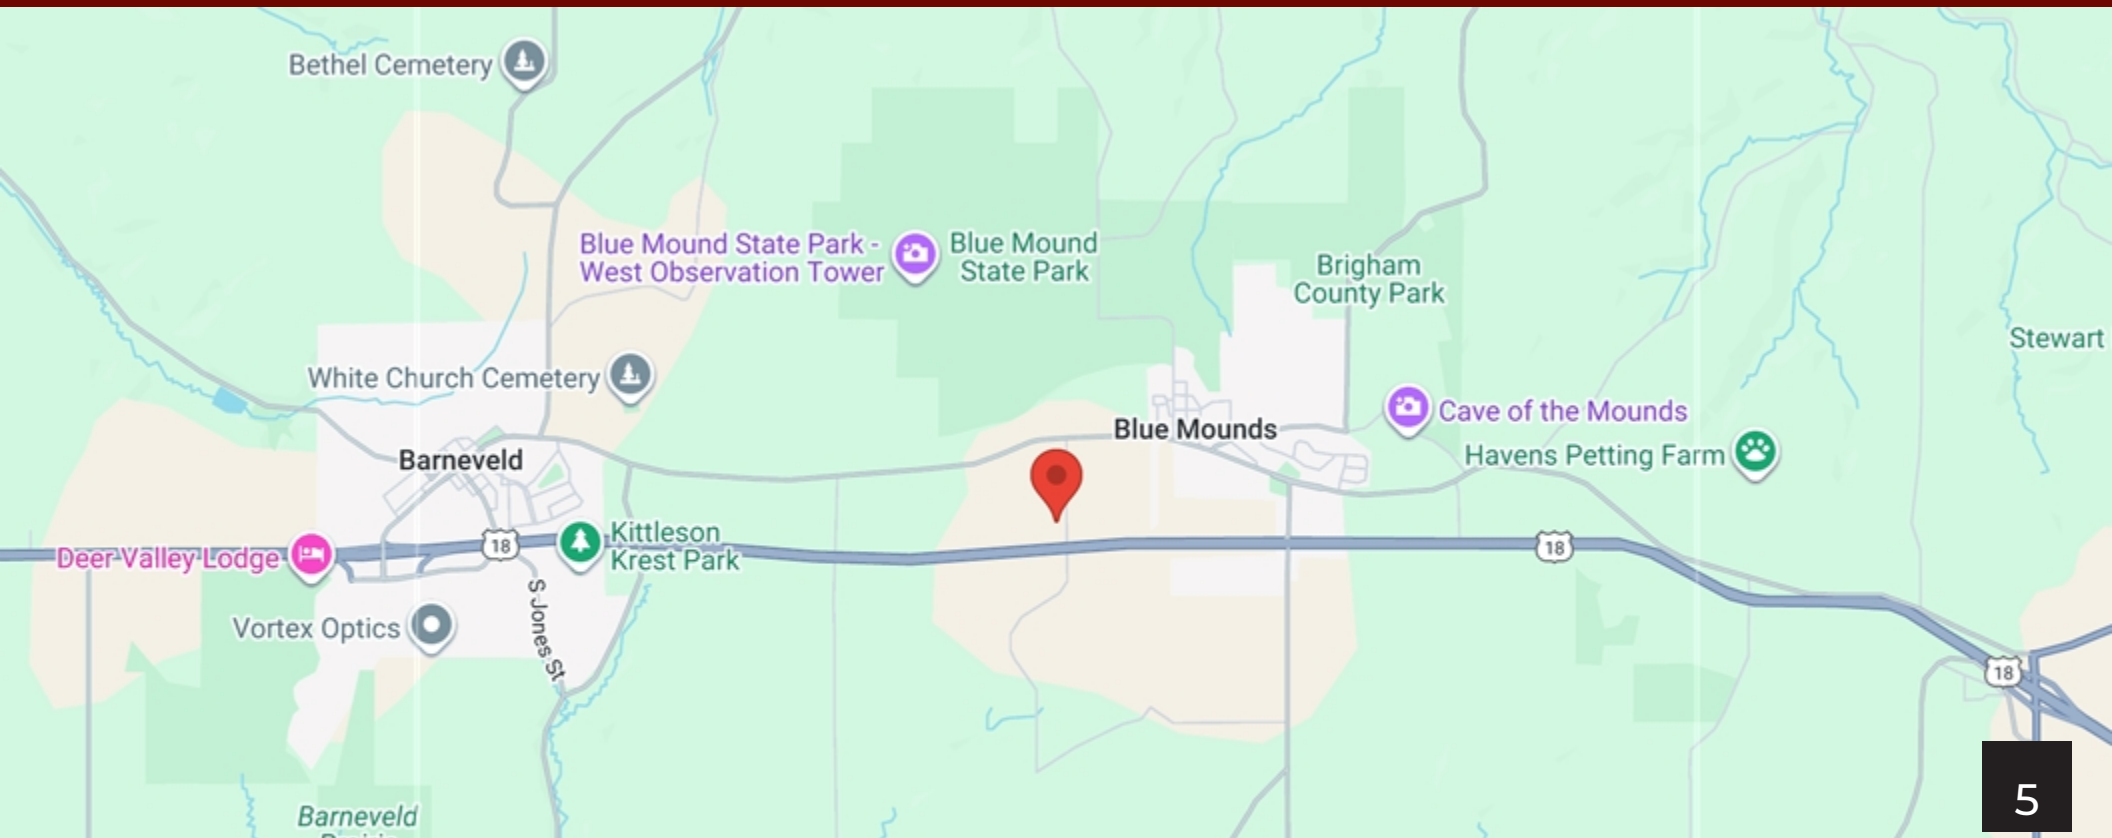 Bethel Cemetery
Blue Mound State Park -
West Observation Tower
Blue Mound
State Park
Brigham
County Park
Stewart
White Church Cemetery
Cave of the Mounds
Blue Mounds
Havens Petting Farm
Barneveld
Kittleson
Krest Park
18
18
Deer Valley Lodge
S Jones St
Vortex Optics
18
Barneveld
5